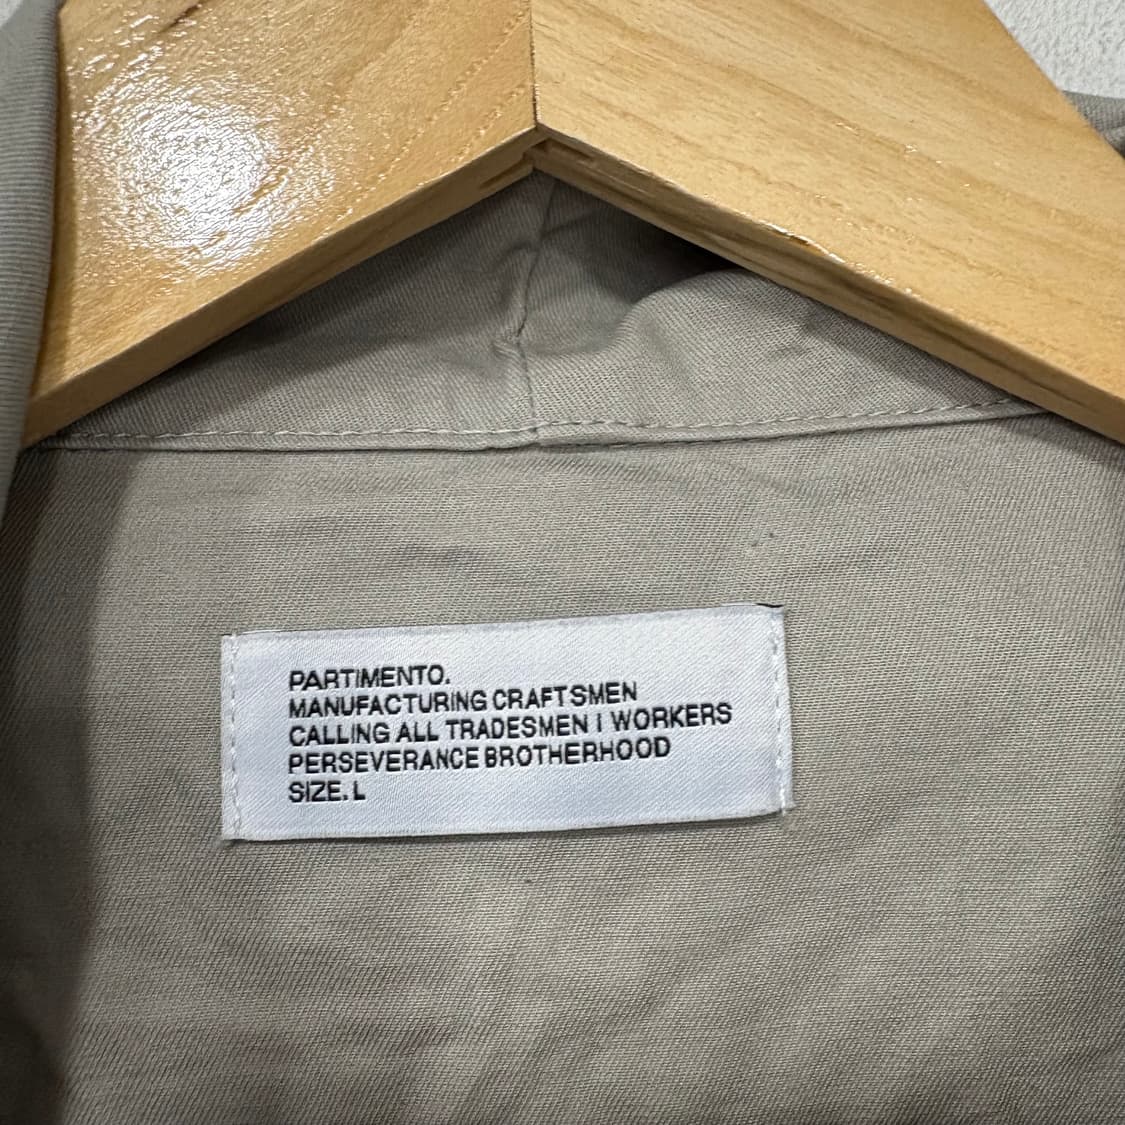 PARTIMENTO.
MANUFACTURING CRAFTSMEN
CALLING ALL TRADESMEN I WORKERS
PERSEVERANCE BROTHERHOOD
SIZE. L